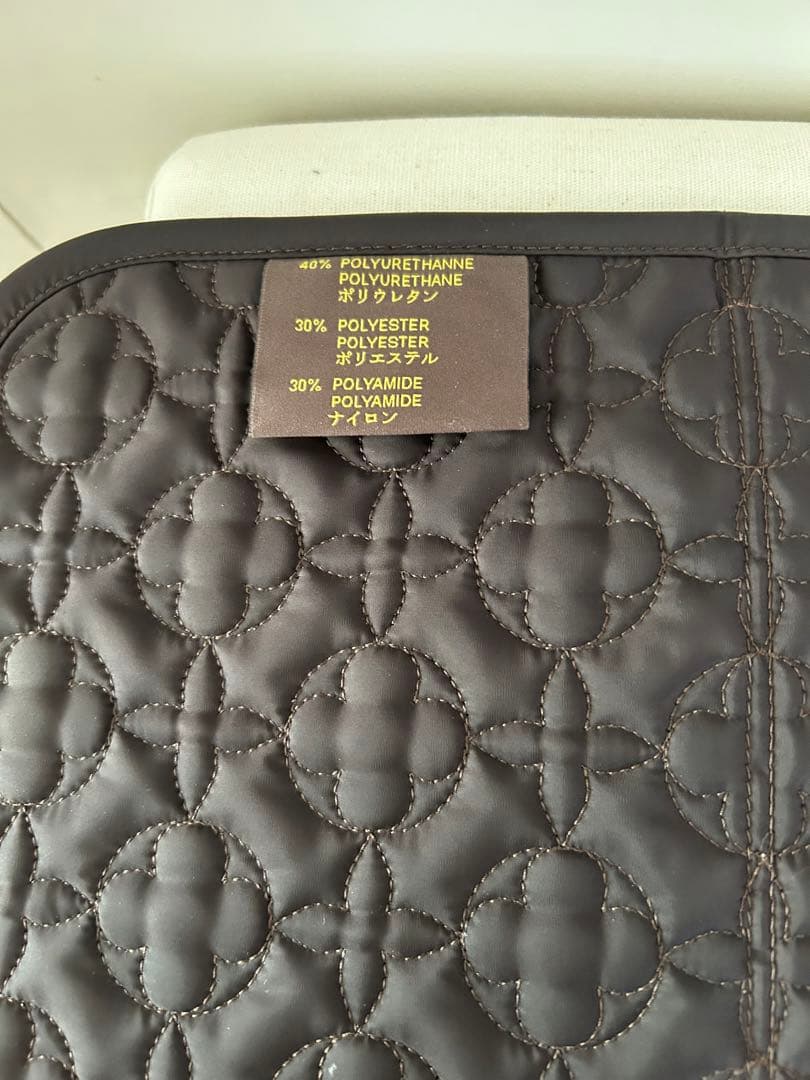 40% POLYURETHANNE
POLYURETHANE
ポリウレタン
30% POLYESTER
POLYESTER
ポリエステル
30% POLYAMIDE
POLYAMIDE
ナイロン